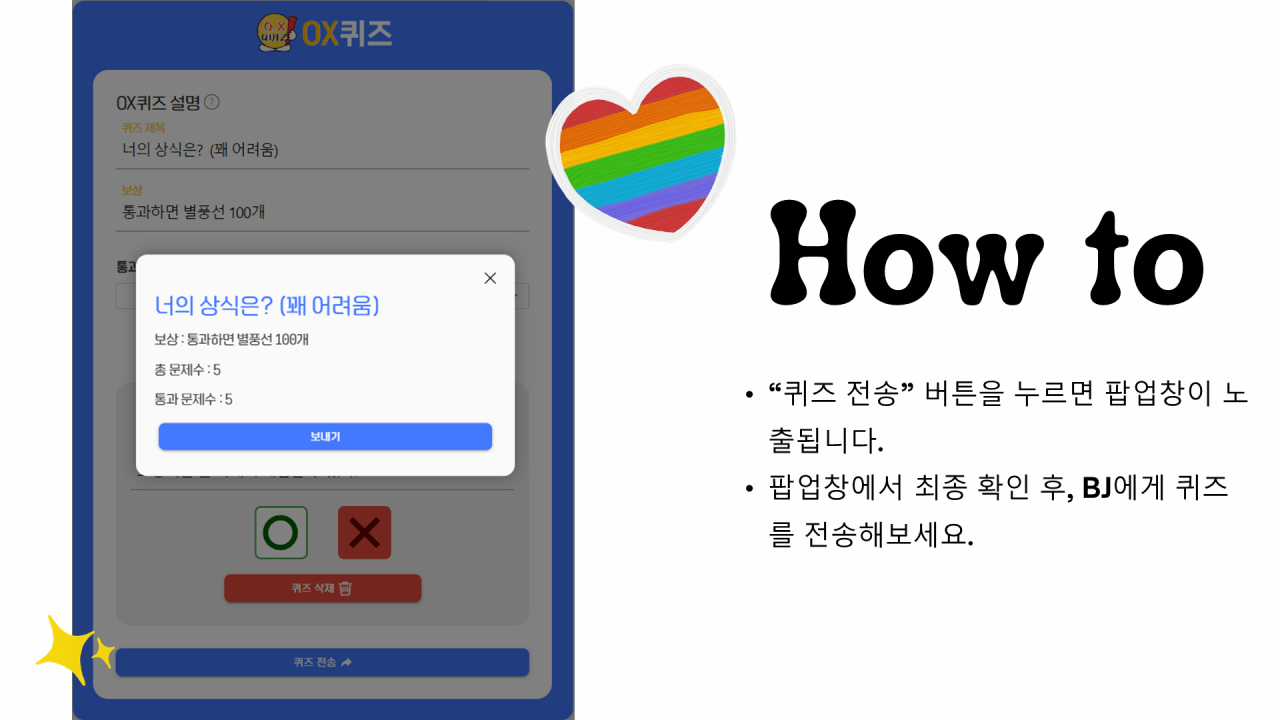 OX QUIZ
OX퀴즈
OX퀴즈 설명 ?
퀴즈 제목
너의 상식은? (꽤 어려움)
보상
통과하면 별풍선 100개
통과
너의 상식은? (꽤 어려움)
보상 : 통과하면 별풍선 100개
총 문제수 : 5
통과 문제수 : 5
보내기
퀴즈 삭제
퀴즈 전송
How to
• “퀴즈 전송” 버튼을 누르면 팝업창이 노
출됩니다.
• 팝업창에서 최종 확인 후, BJ에게 퀴즈
를 전송해보세요.